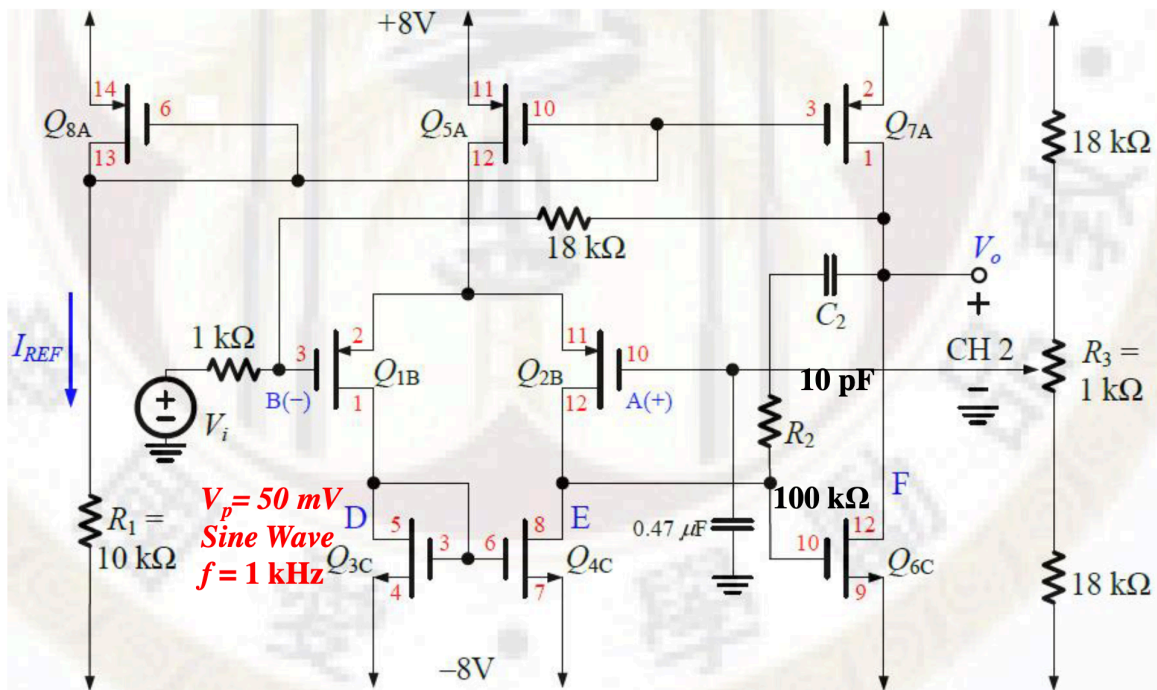 +8V
14
6
Q8A
13
11
10
Q5A
12
2
3
Q7A
1
18 kΩ
18 kΩ
Vo
+
CH 2
−
C2
10 pF
R3 =
1 kΩ
IREF
1 kΩ
3
2
B(−)
Q1B
1
11
10
Q2B
A(+)
12
+
−
Vi
R2
100 kΩ
Vp= 50 mV
Sine Wave
f = 1 kHz
R1 =
10 kΩ
D
5
3
Q3C
4
E
6
8
Q4C
7
0.47 μF
F
12
10
Q6C
9
18 kΩ
−8V